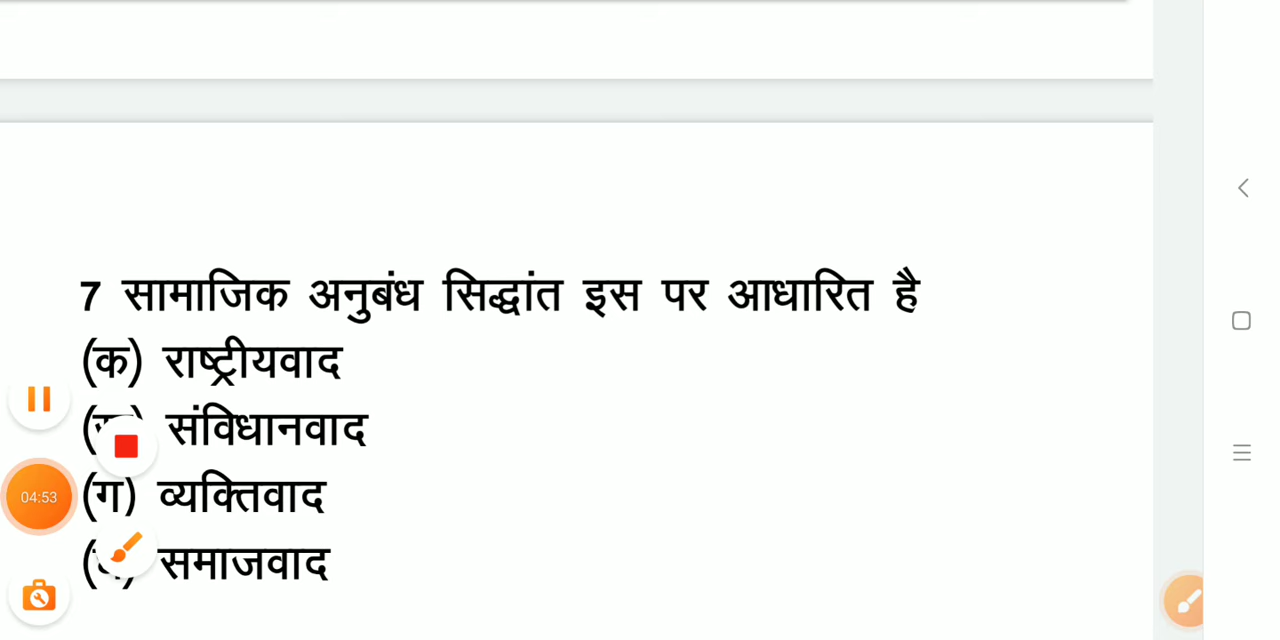 7 सामाजिक अनुबंध सिद्धांत इस पर आधारित है
(क) राष्ट्रीयवाद
संविधानवाद
04:53 (ग) व्यक्तिवाद
समाजवाद